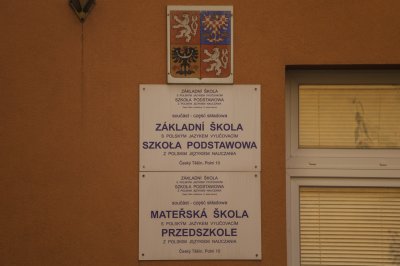 ZÁKLADNÍ ŠKOLA
S POLSKÝM JAZYKEM VYUČOVACÍM
SZKOŁA PODSTAWOWA
Z POLSKIM JĘZYKIEM NAUCZANIA
součást - część składowa
ZÁKLADNÍ ŠKOLA
S POLSKÝM JAZYKEM VYUČOVACÍM
SZKOŁA PODSTAWOWA
Z POLSKIM JĘZYKIEM NAUCZANIA
Český Těšín, Polní 10
ZÁKLADNÍ ŠKOLA
S POLSKÝM JAZYKEM VYUČOVACÍM
SZKOŁA PODSTAWOWA
Z POLSKIM JĘZYKIEM NAUCZANIA
součást - część składowa
MATEŘSKÁ ŠKOLA
S POLSKÝM JAZYKEM VYUČOVACÍM
PRZEDSZKOLE
Z POLSKIM JĘZYKIEM NAUCZANIA
Český Těšín, Polní 10